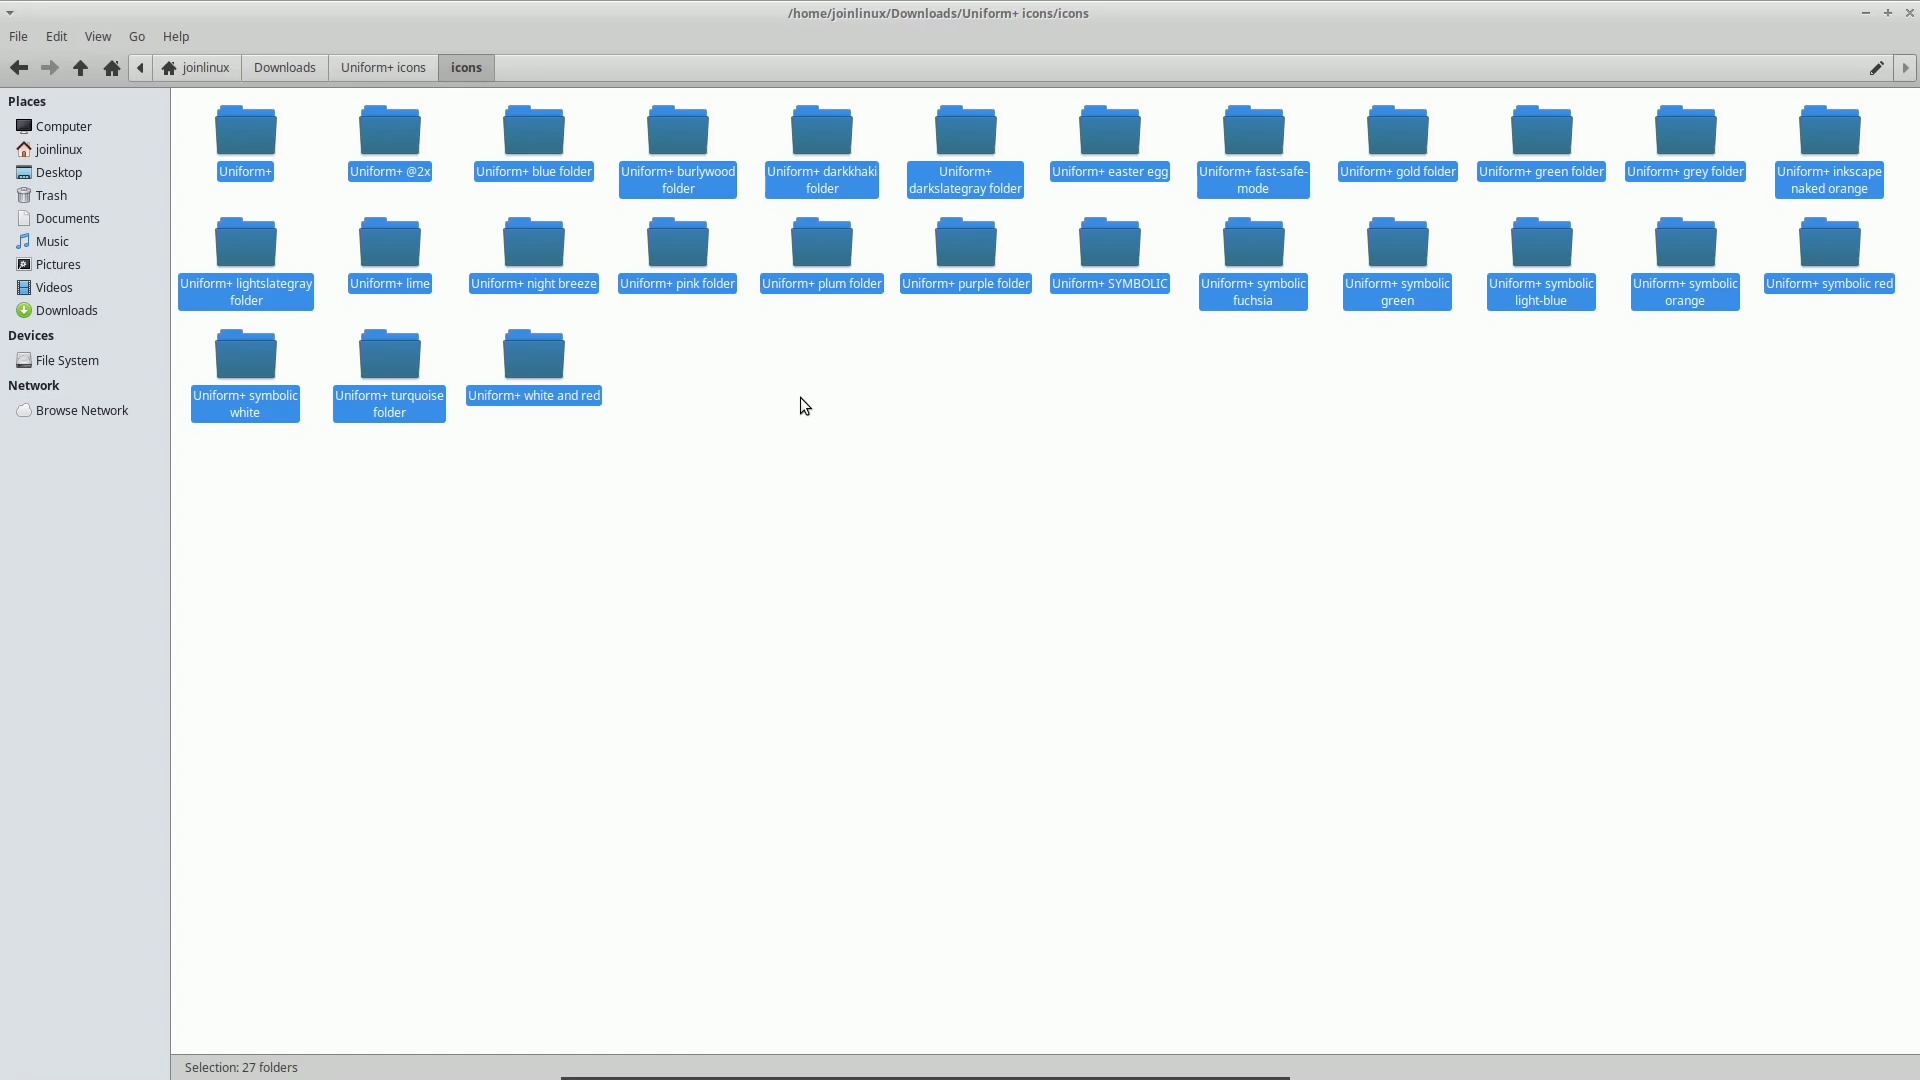 /home/joinlinux/Downloads/Uniform+ icons/icons
File Edit View Go Help
joinlinux Downloads Uniform+ icons icons
Places
Computer
joinlinux
Desktop
Trash
Documents
Music
Pictures
Videos
Downloads
Devices
File System
Network
Browse Network
Uniform+
Uniform+ @2x
Uniform+ blue folder
Uniform+ burlywood
folder
Uniform+ darkkhaki
folder
Uniform+
darkslategray folder
Uniform+ easter egg
Uniform+ fast-safe-
mode
Uniform+ gold folder
Uniform+ green folder
Uniform+ grey folder
Uniform+ inkscape
naked orange
Uniform+ lightslategray
folder
Uniform+ lime
Uniform+ night breeze
Uniform+ pink folder
Uniform+ plum folder
Uniform+ purple folder
Uniform+ SYMBOLIC
Uniform+ symbolic
fuchsia
Uniform+ symbolic
green
Uniform+ symbolic
light-blue
Uniform+ symbolic
orange
Uniform+ symbolic red
Uniform+ symbolic
white
Uniform+ turquoise
folder
Uniform+ white and red
Selection: 27 folders